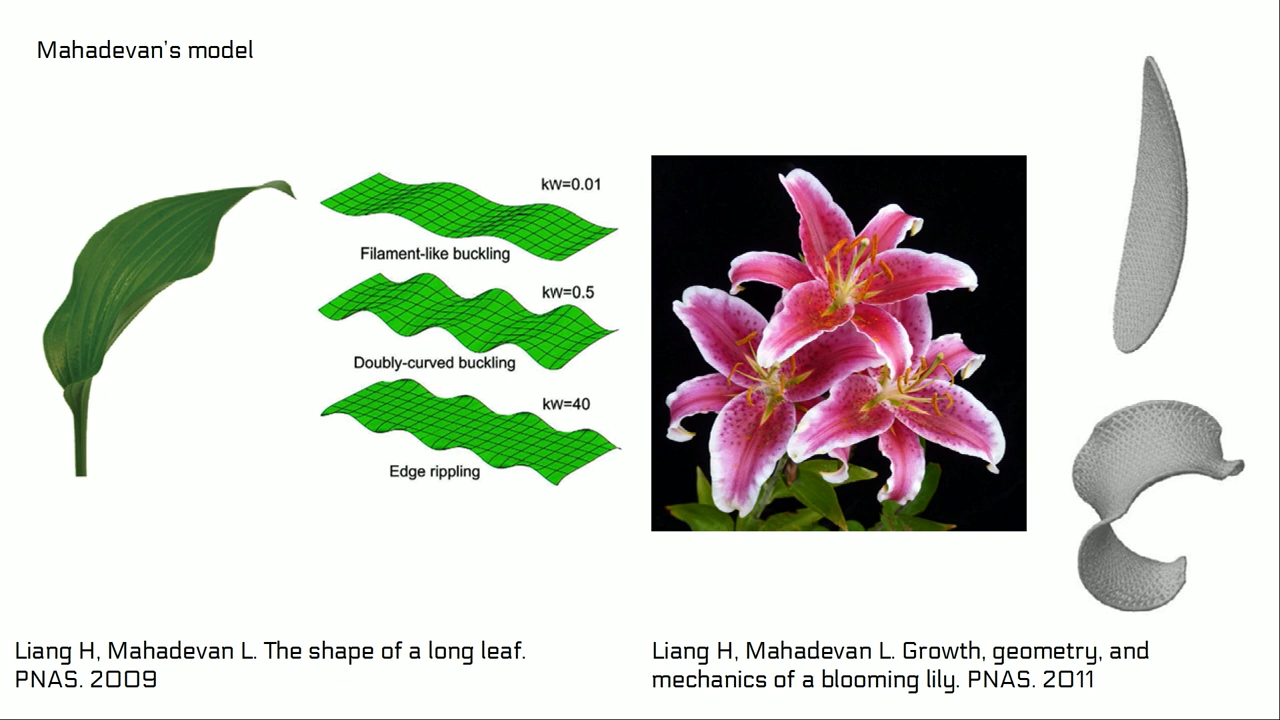 Mahadevan's model
kw=0.01
Filament-like buckling
kw=0.5
Doubly-curved buckling
kw=40
Edge rippling
Liang H, Mahadevan L. The shape of a long leaf.
PNAS. 2009
Liang H, Mahadevan L. Growth, geometry, and
mechanics of a blooming lily. PNAS. 2011